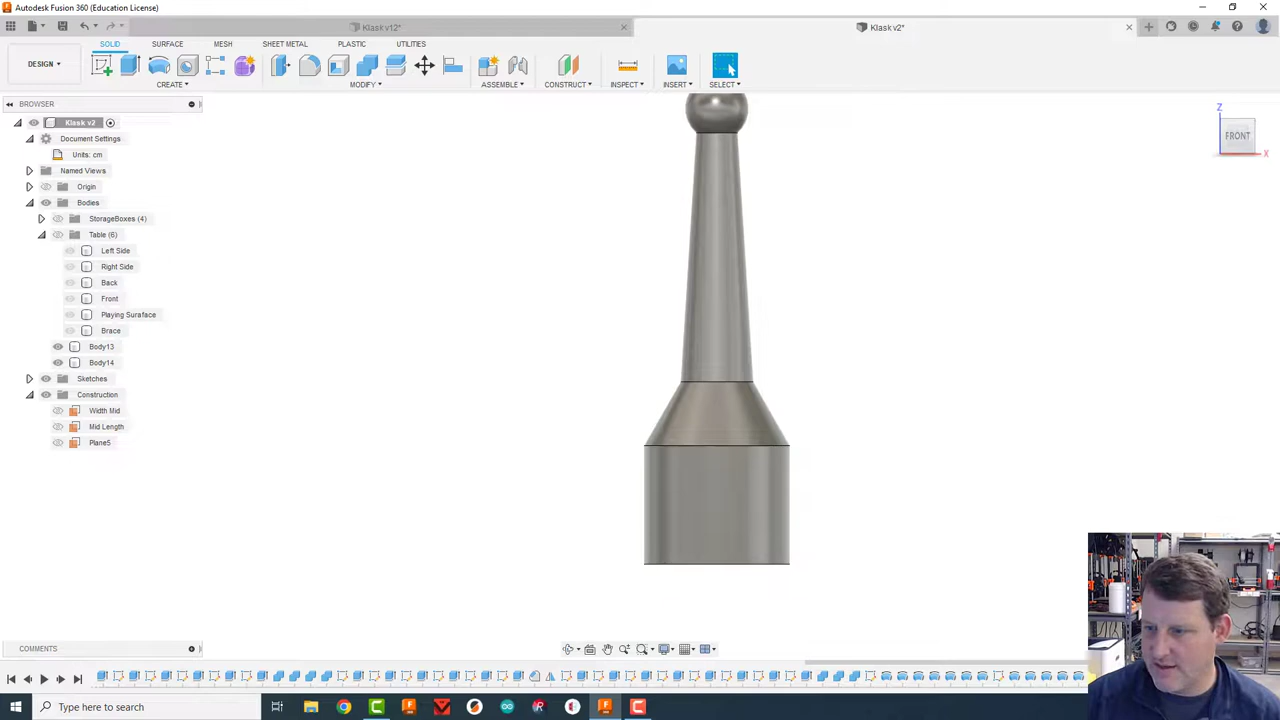 Autodesk Fusion 360 (Education License)
Klask v12*
Klask v2*
DESIGN
SOLID
SURFACE
MESH
SHEET METAL
PLASTIC
UTILITIES
CREATE
MODIFY
ASSEMBLE
CONSTRUCT
INSPECT
INSERT
SELECT
BROWSER
Klask v2
Document Settings
Units: cm
Named Views
Origin
Bodies
StorageBoxes (4)
Table (6)
Left Side
Right Side
Back
Front
Playing Suraface
Brace
Body13
Body14
Sketches
Construction
Width Mid
Mid Length
Plane5
Z
FRONT
X
COMMENTS
Type here to search